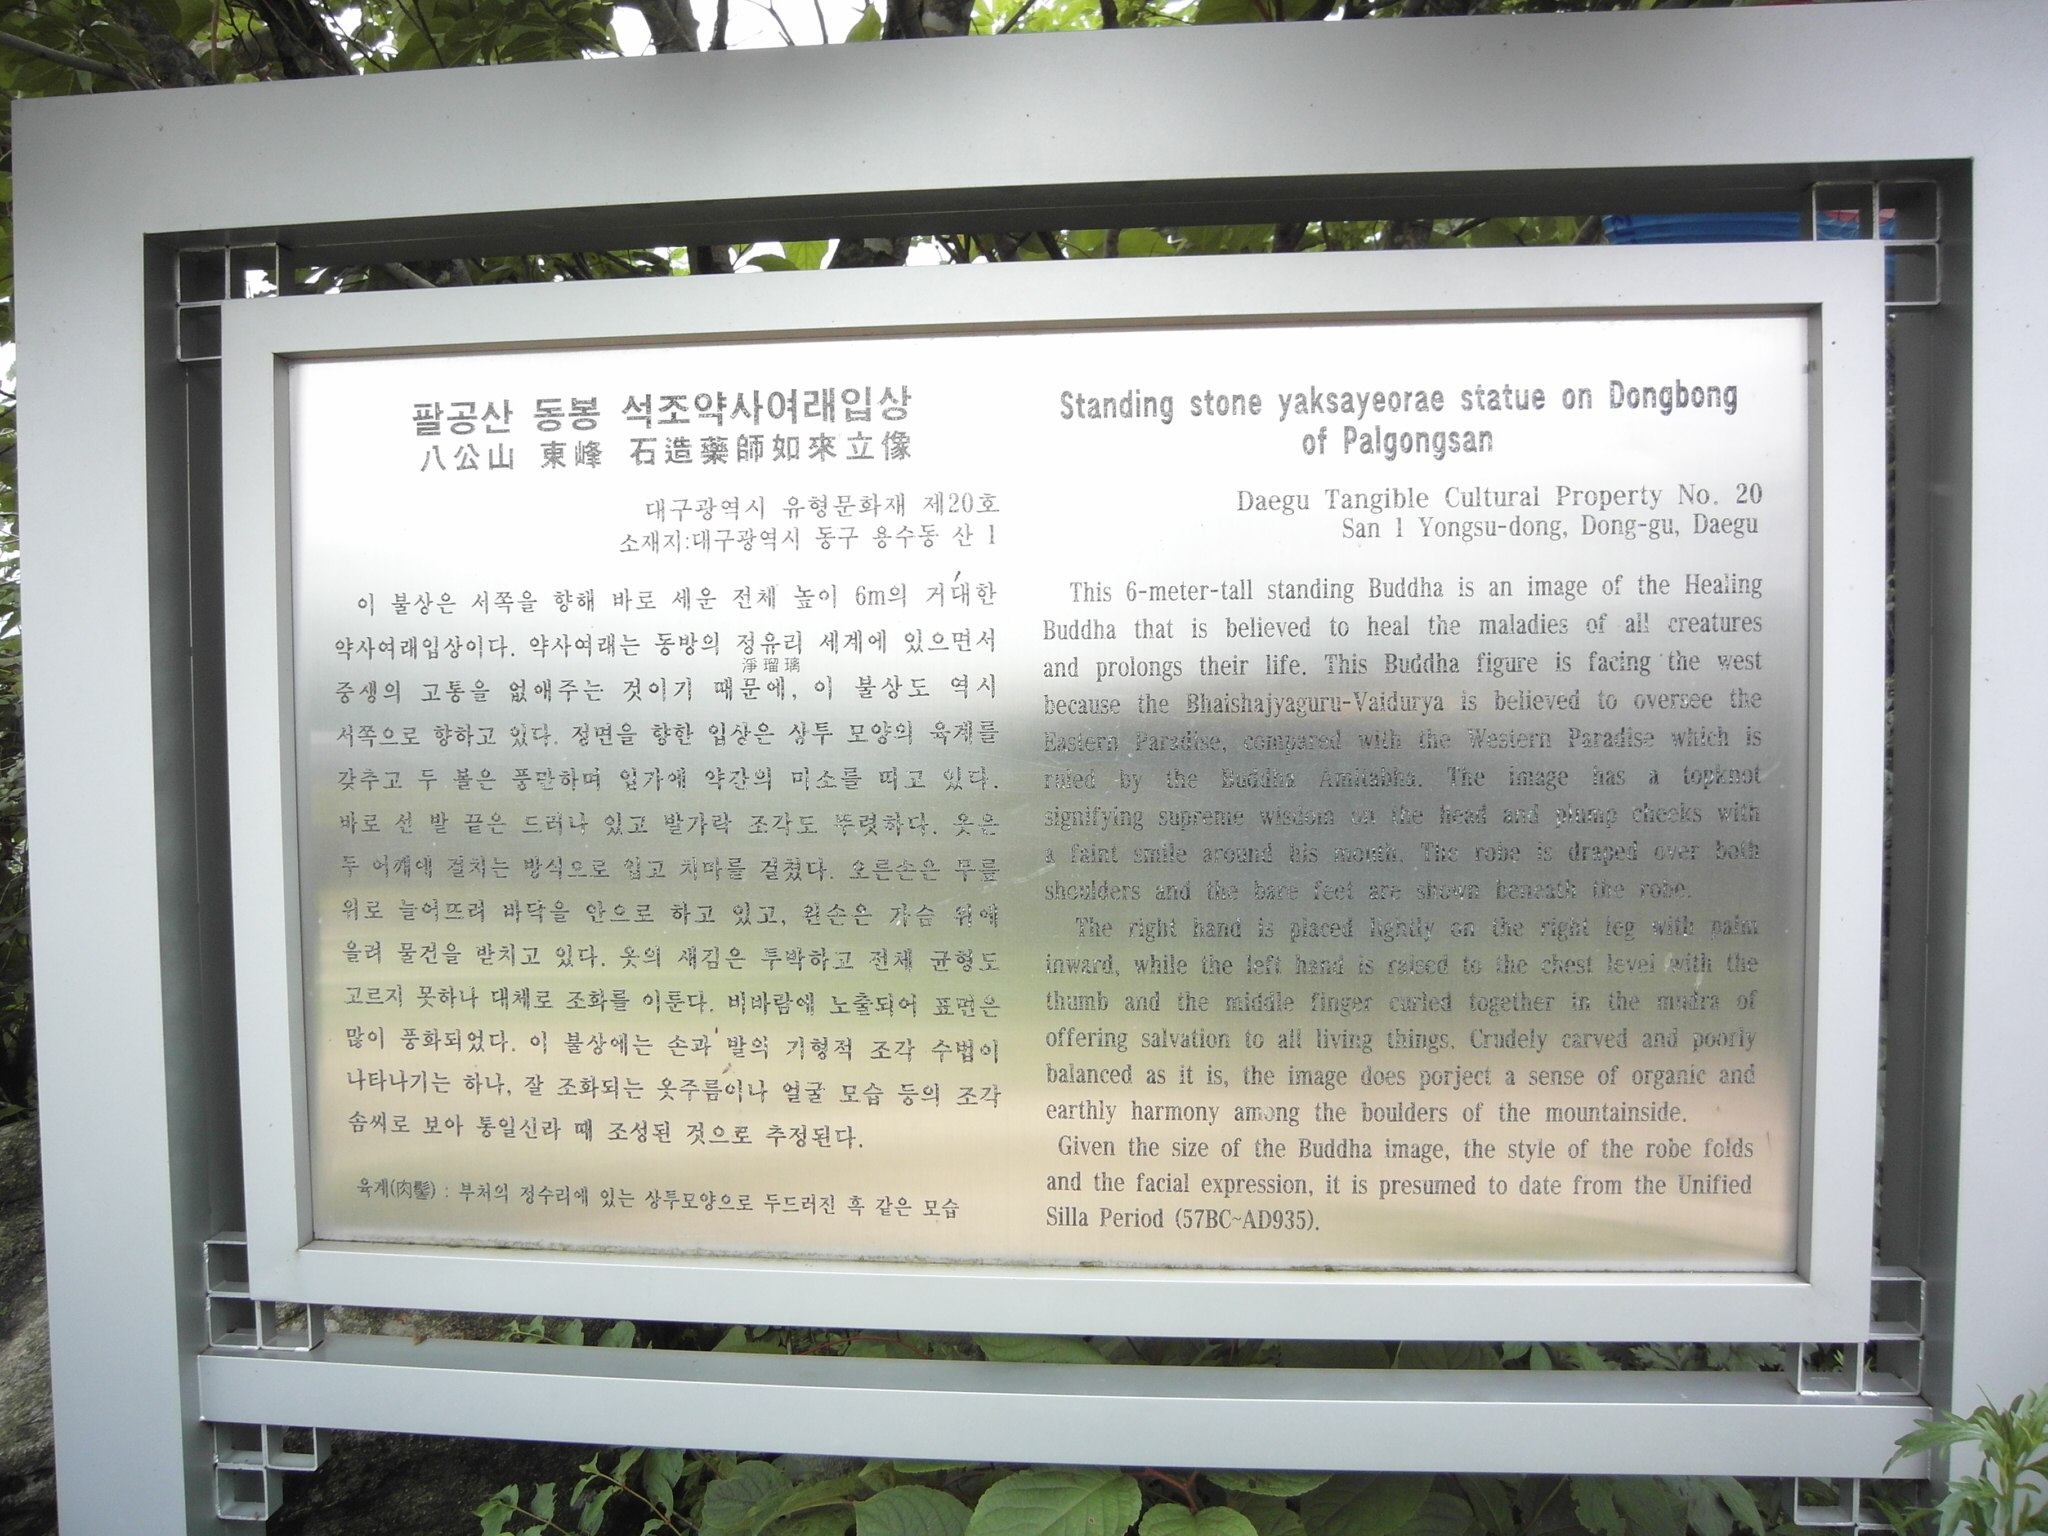 팔공산 동봉 석조약사여래입상
八公山 東峰 石造藥師如來立像
대구광역시 유형문화재 제20호
소재지:대구광역시 동구 용수동 산 1
이 불상은 서쪽을 향해 바로 세운 전체 높이 6m의 거대한
약사여래입상이다. 약사여래는 동방의 정유리 세계에 있으면서
淨瑠璃
중생의 고통을 없애주는 것이기 때문에, 이 불상도 역시
서쪽으로 향하고 있다. 정면을 향한 입상은 상투 모양의 육계를
갖추고 두 볼은 풍만하며 입가에 약간의 미소를 띠고 있다.
바로 선 발 끝은 드러나 있고 발가락 조각도 뚜렷하다. 옷은
두 어깨에 걸치는 방식으로 입고 치마를 걸쳤다. 오른손은 무릎
위로 늘어뜨려 바닥을 안으로 하고 있고, 왼손은 가슴 위에
올려 물건을 받치고 있다. 옷의 새김은 투박하고 전체 균형도
고르지 못하나 대체로 조화를 이룬다. 비바람에 노출되어 표면은
많이 풍화되었다. 이 불상에는 손과 발의 기형적 조각 수법이
나타나기는 하나, 잘 조화되는 옷주름이나 얼굴 모습 등의 조각
솜씨로 보아 통일신라 때 조성된 것으로 추정된다.
육계(肉髻) : 부처의 정수리에 있는 상투모양으로 두드러진 혹 같은 모습
Standing stone yaksayeorae statue on Dongbong
of Palgongsan
Daegu Tangible Cultural Property No. 20
San 1 Yongsu-dong, Dong-gu, Daegu
This 6-meter-tall standing Buddha is an image of the Healing
Buddha that is believed to heal the maladies of all creatures
and prolongs their life. This Buddha figure is facing the west
because the Bhaishajyaguru-Vaidurya is believed to oversee the
Eastern Paradise, compared with the Western Paradise which is
ruled by the Buddha Amitabha. The image has a topknot
signifying supreme wisdom on the head and plump cheeks with
a faint smile around his mouth. The robe is draped over both
shoulders and the bare feet are shown beneath the robe.
The right hand is placed lightly on the right leg with palm
inward, while the left hand is raised to the chest level with the
thumb and the middle finger curled together in the mudra of
offering salvation to all living things. Crudely carved and poorly
balanced as it is, the image does porject a sense of organic and
earthly harmony among the boulders of the mountainside.
Given the size of the Buddha image, the style of the robe folds
and the facial expression, it is presumed to date from the Unified
Silla Period (57BC~AD935).